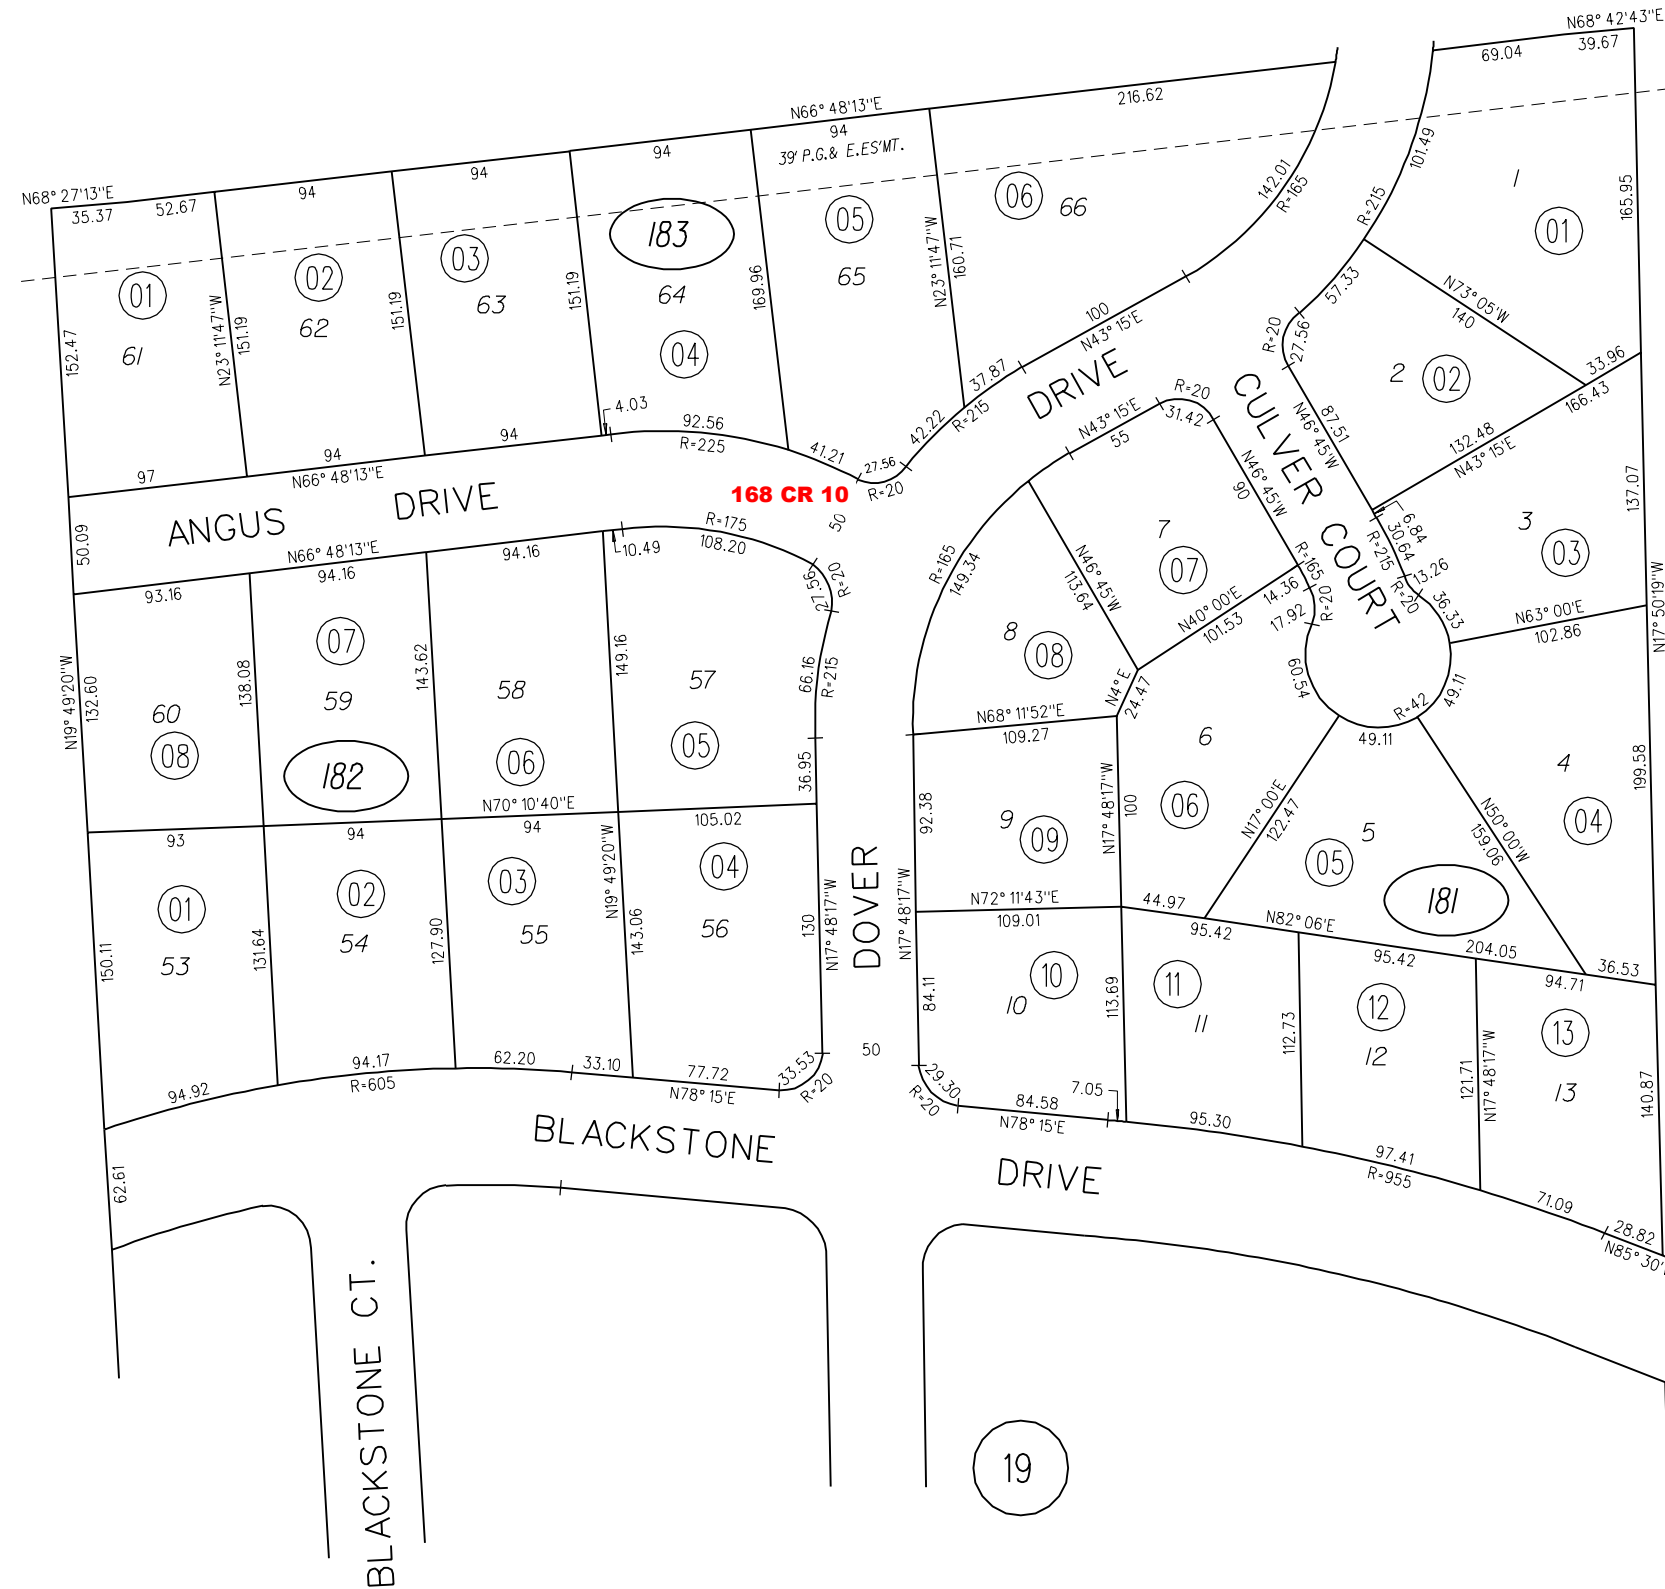 N68° 42'43"E
69.04
39.67
N66° 48'13"E
216.62
94
39' P.G.& E.ES'MT.
94
94
94
N68° 27'13"E
35.37
52.67
142.01
R=165
101.49
R=215
1
01
165.95
06
66
05
65
183
64
04
03
63
02
62
01
61
152.47
N23° 11'47"W
151.19
151.19
151.19
169.96
N23° 11'47"W
160.71
100
N43° 15'E
57.33
R=20
27.56
N73° 05'W
140
2
02
33.96
166.43
132.48
N43° 15'E
87.51
N46° 45'W
37.87
42.22
R=215
DRIVE
4.03
92.56
R=225
41.21
27.56
R=20
97
94
94
N66° 48'13"E
ANGUS
DRIVE
168 CR 10
50
50.09
R=20
31.42
N43° 15'E
55
CULVER
COURT
N46° 45'W
90
7
07
3
03
137.07
6.84
30.64
R=215
13.26
R=20
36.33
N63° 00'E
102.86
N17° 50'19"W
N66° 48'13"E
93.16
94.16
94.16
10.49
R=175
108.20
27.56
R=20
R=165
149.34
N46° 45'W
113.64
N40° 00'E
101.53
R=165
14.36
R=20
17.92
60.54
R=42
49.11
49.11
8
08
N4° E
24.47
07
59
58
57
05
06
60
08
182
N19° 49'20"W
132.60
138.08
143.62
149.16
66.16
R=215
36.95
N68° 11'52"E
109.27
6
06
4
04
199.58
N17° 00'E
122.47
5
05
N50° 00'W
159.06
181
N70° 10'40"E
93
94
94
105.02
9
09
92.38
N17° 48'17"W
100
DOVER
N17° 48'17"W
130
N17° 48'17"W
N72° 11'43"E
109.01
44.97
95.42
N82° 06'E
95.42
204.05
94.71
36.53
01
53
02
54
03
55
04
56
150.11
131.64
127.90
N19° 49'20"W
143.06
10
10
84.11
113.69
11
11
112.73
12
12
121.71
N17° 48'17"W
13
13
140.87
94.92
94.17
R=605
62.20
33.10
77.72
N78° 15'E
33.53
R=20
50
29.30
R=20
84.58
N78° 15'E
7.05
95.30
97.41
R=955
71.09
28.82
N85° 30'
62.61
BLACKSTONE
DRIVE
BLACKSTONE CT.
19